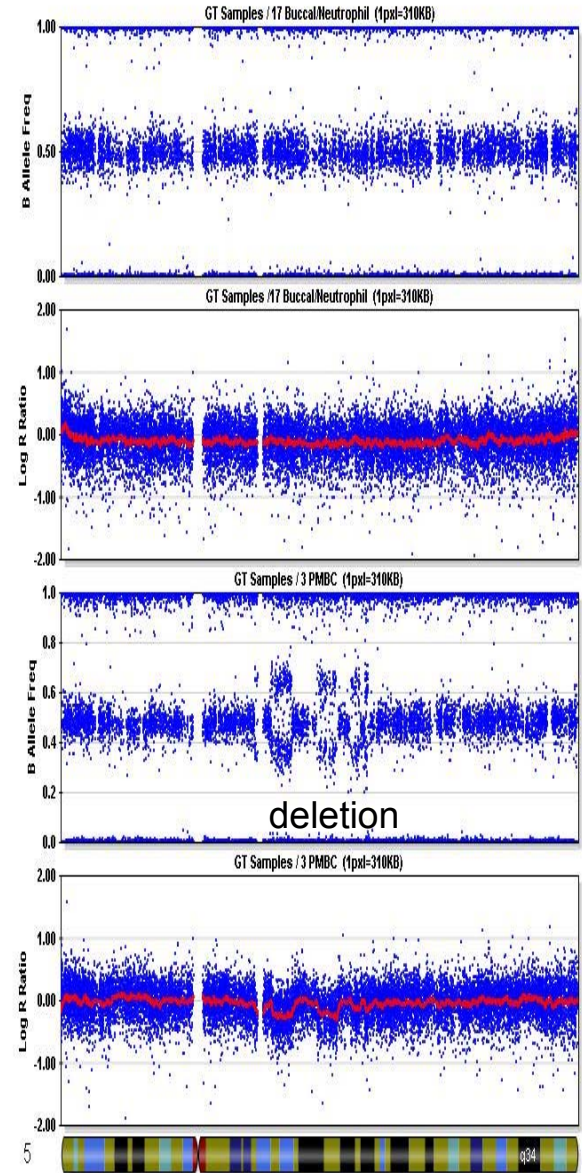 GT Samples / 17 Buccal/Neutrophil (1pxl=310KB)
1.00
0.50
0.00
B Allele Freq
GT Samples /17 Buccal/Neutrophil (1pxl=310KB)
2.00
1.00
0.00
-1.00
-2.00
Log R Ratio
GT Samples / 3 PMBC (1pxl=310KB)
1.0
0.8
0.6
0.4
0.2
0.0
B Allele Freq
deletion
GT Samples / 3 PMBC (1pxl=310KB)
2.00
1.00
0.00
-1.00
-2.00
Log R Ratio
5
q34